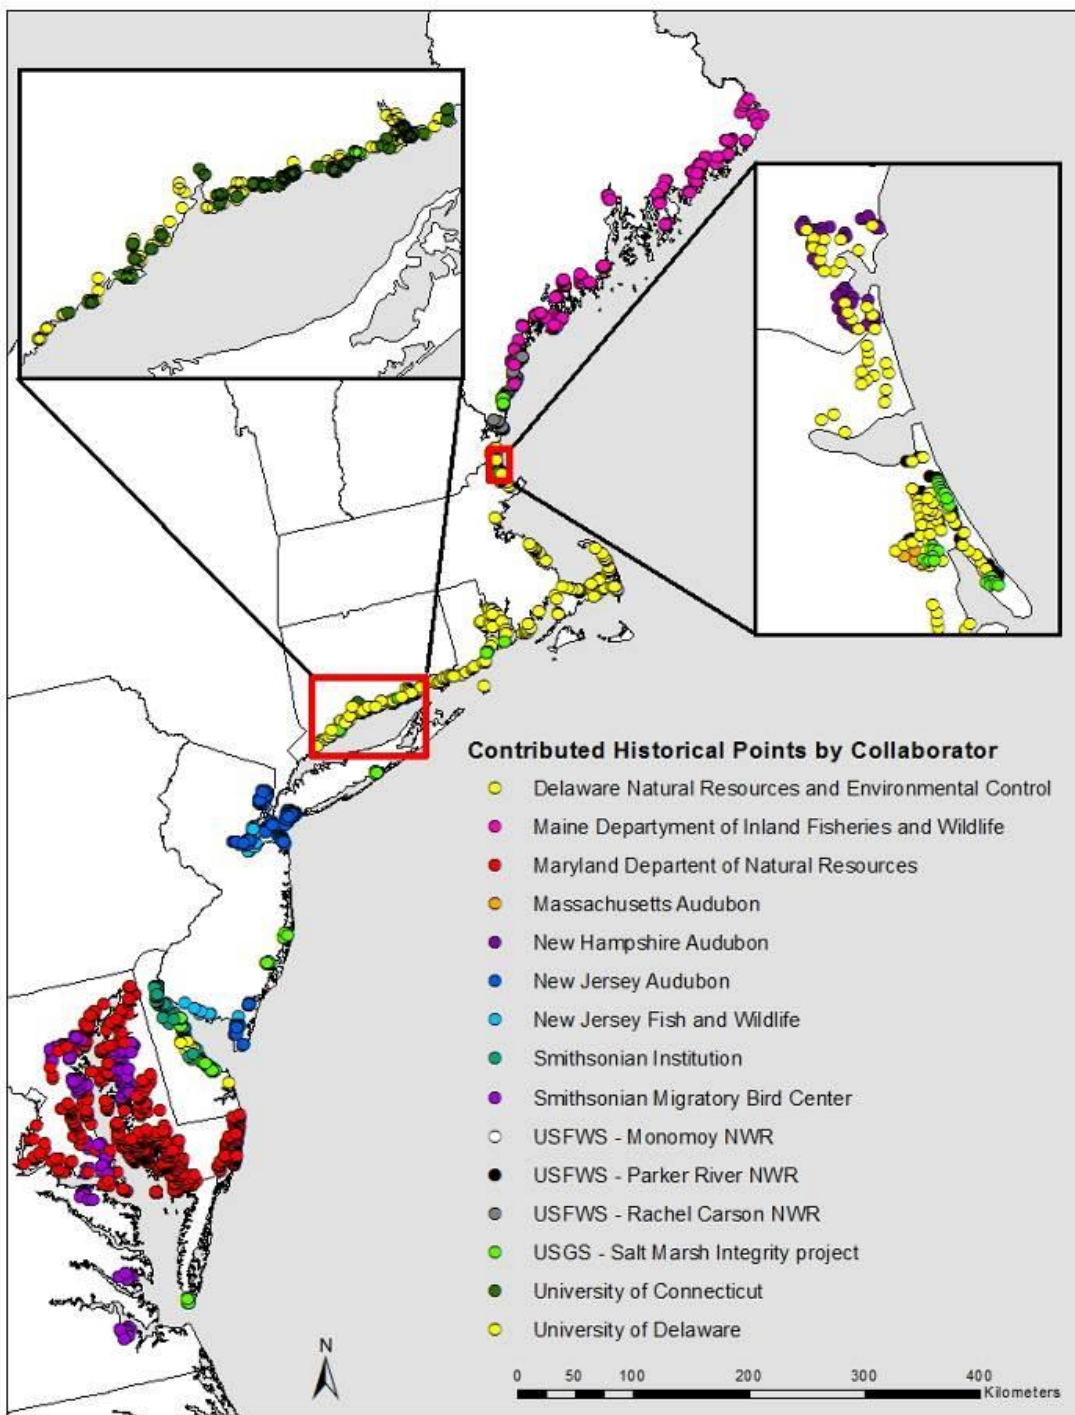 Contributed Historical Points by Collaborator
Delaware Natural Resources and Environmental Control
Maine Departyment of Inland Fisheries and Wildlife
Maryland Departent of Natural Resources
Massachusetts Audubon
New Hampshire Audubon
New Jersey Audubon
New Jersey Fish and Wildlife
Smithsonian Institution
Smithsonian Migratory Bird Center
USFWS - Monomoy NWR
USFWS - Parker River NWR
USFWS - Rachel Carson NWR
USGS - Salt Marsh Integrity project
University of Connecticut
University of Delaware
N
0 50 100 200 300 400
Kilometers